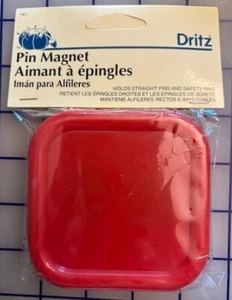 Dritz
Pin Magnet
Aimant à épingles
Imán para Alfileres
HOLDS STRAIGHT PINS AND SAFETY PINS
RETIENT LES ÉPINGLES DROITES ET LES ÉPINGLES DE SÛRETÉ
MANTIENE ALFILERES RECTOS E IMPERDIBLES